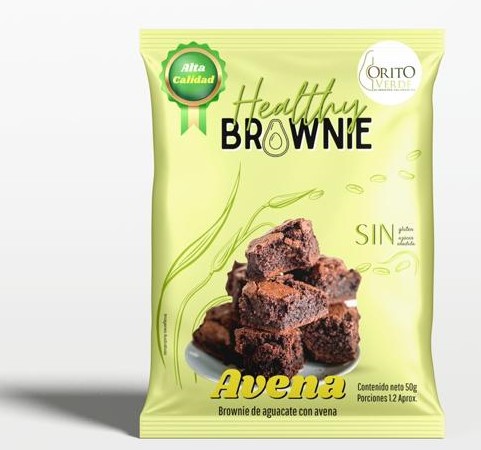 Alta
Calidad
ORITO
VERDE
Healthy
BROWNIE
SIN
gluten
Avena
Brownie de aguacate con avena
Contenido neto 50g
Porciones 1.2 Aprox.